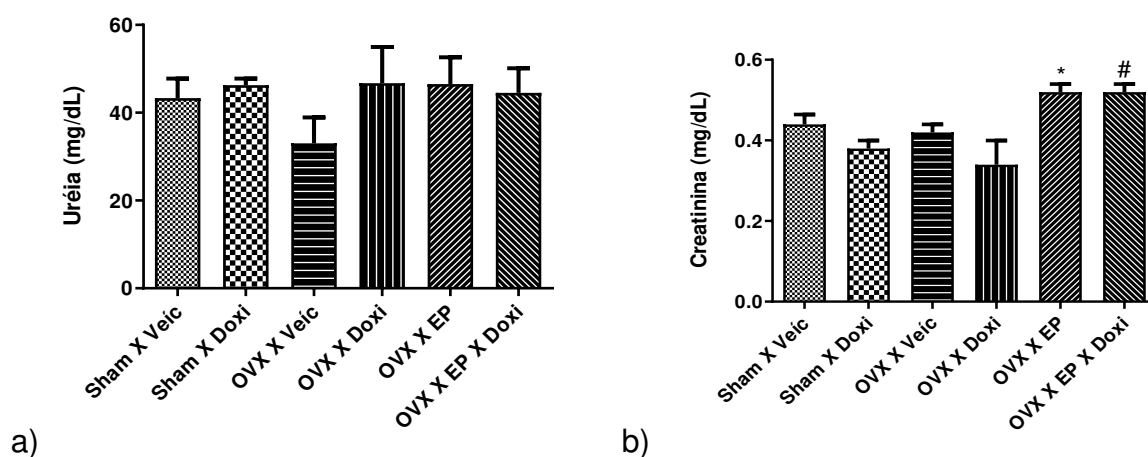 Uréia (mg/dL)
60
40
20
0
Sham X Veíc
Sham X Doxi
OVX X Veíc
OVX X Doxi
OVX X EP
OVX X EP X Doxi
a)
Creatinina (mg/dL)
0.6
0.4
0.2
0.0
*
#
Sham X Veíc
Sham X Doxi
OVX X Veíc
OVX X Doxi
OVX X EP
OVX X EP X Doxi
b)